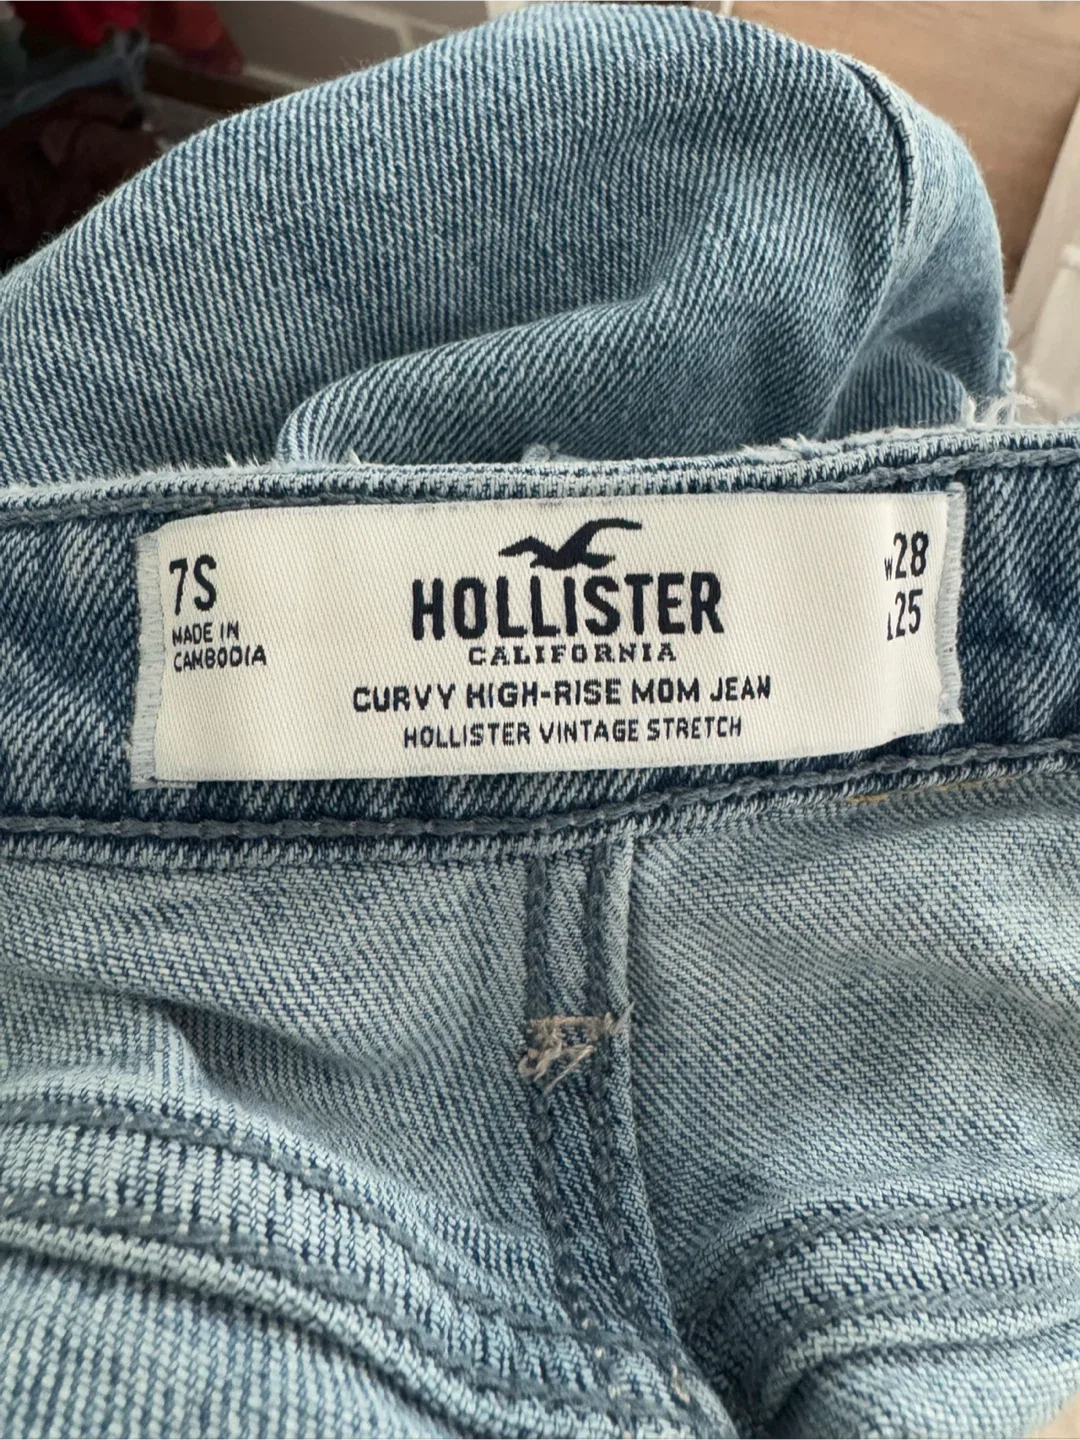 7S
MADE IN
CAMBODIA
HOLLISTER
CALIFORNIA
CURVY HIGH-RISE MOM JEAN
HOLLISTER VINTAGE STRETCH
W28
L25